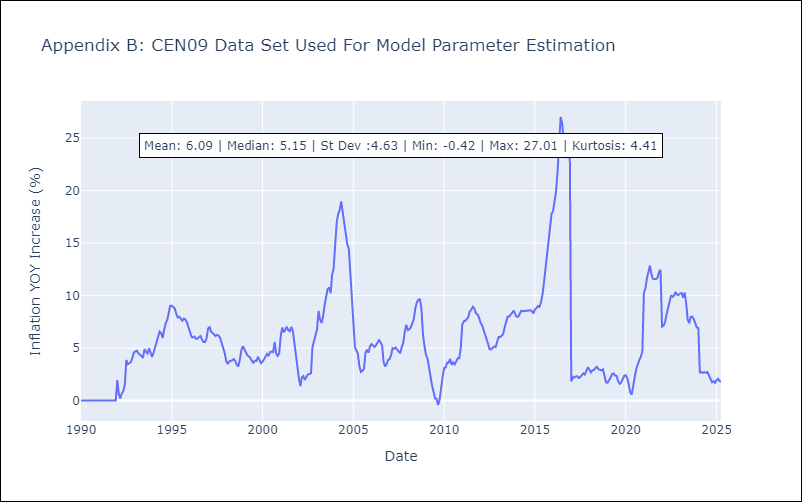 Appendix B: CEN09 Data Set Used For Model Parameter Estimation
Mean: 6.09 | Median: 5.15 | St Dev :4.63 | Min: -0.42 | Max: 27.01 | Kurtosis: 4.41
Inflation YOY Increase (%)
25
20
15
10
5
0
1990 1995 2000 2005 2010 2015 2020 2025
Date